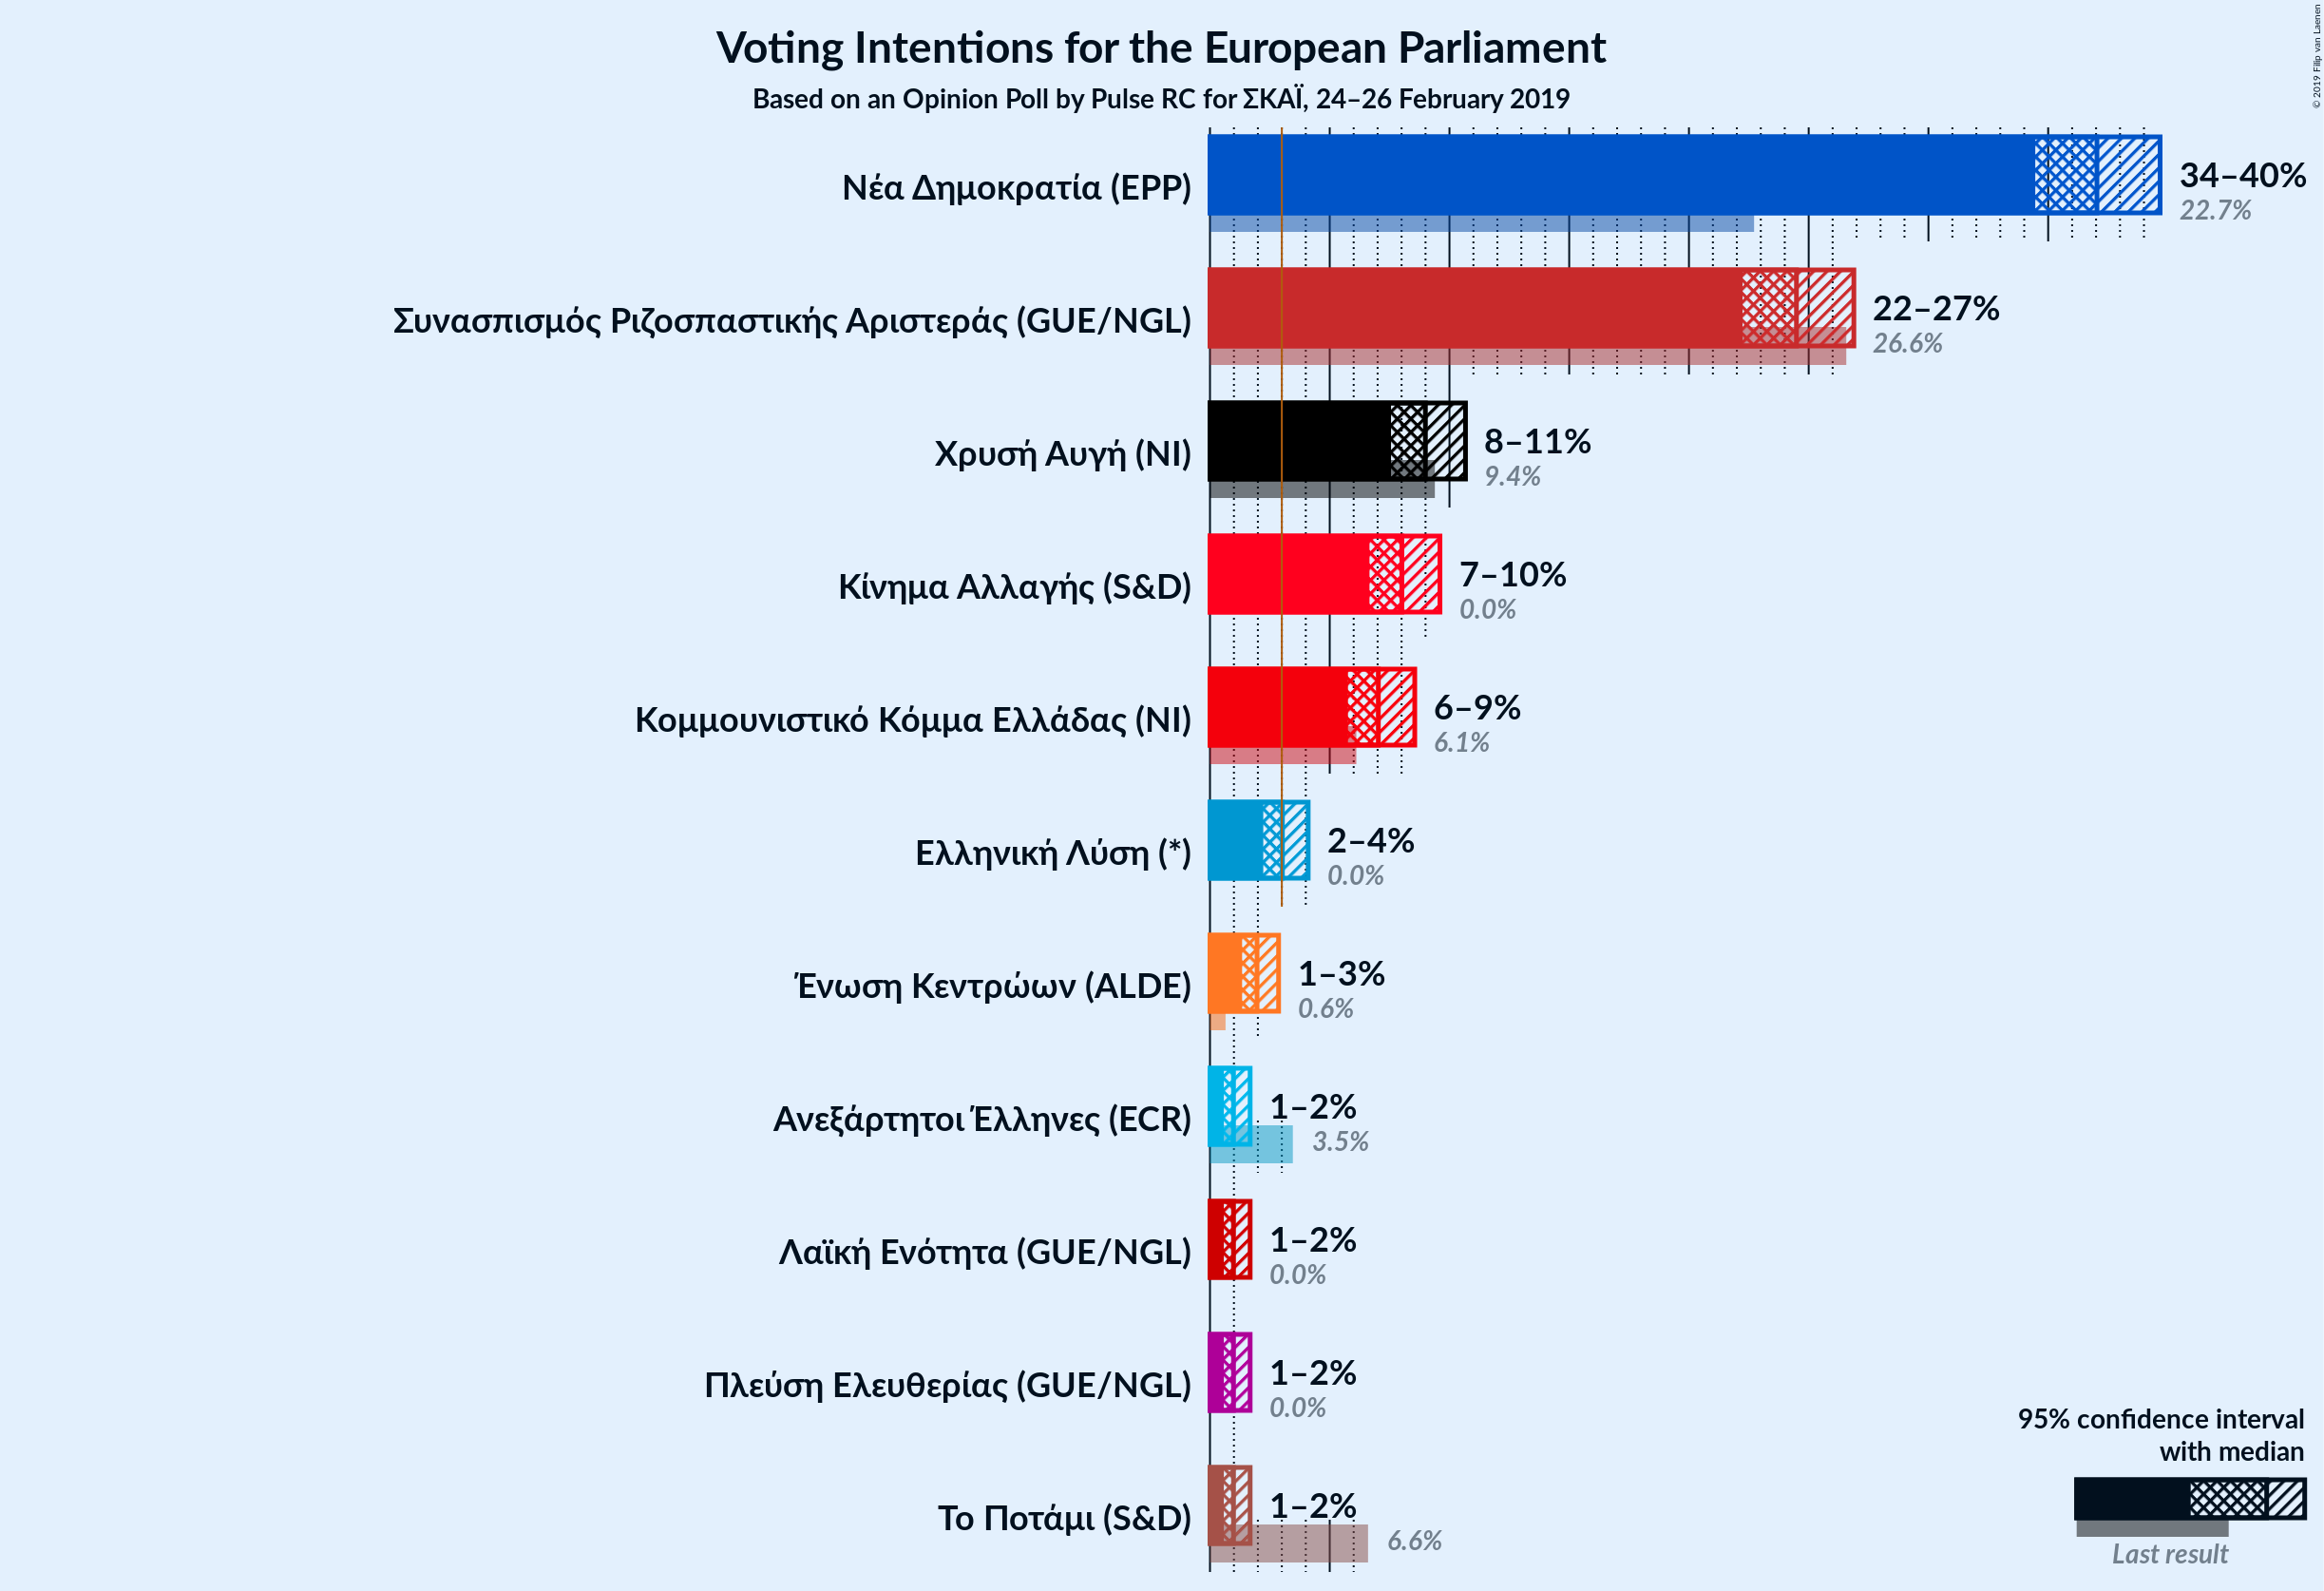 Voting Intentions for the European Parliament
Based on an Opinion Poll by Pulse RC for ΣΚΑΪ, 24–26 February 2019
© 2019 Filip van Laenen
Νέα Δημοκρατία (EPP)
34–40%
22.7%
Συνασπισμός Ριζοσπαστικής Αριστεράς (GUE/NGL)
22–27%
26.6%
Χρυσή Αυγή (NI)
8–11%
9.4%
Κίνημα Αλλαγής (S&D)
7–10%
0.0%
Κομμουνιστικό Κόμμα Ελλάδας (NI)
6–9%
6.1%
Ελληνική Λύση (*)
2–4%
0.0%
Ένωση Κεντρώων (ALDE)
1–3%
0.6%
Ανεξάρτητοι Έλληνες (ECR)
1–2%
3.5%
Λαϊκή Ενότητα (GUE/NGL)
1–2%
0.0%
Πλεύση Ελευθερίας (GUE/NGL)
1–2%
0.0%
Το Ποτάμι (S&D)
1–2%
6.6%
95% confidence interval
with median
Last result